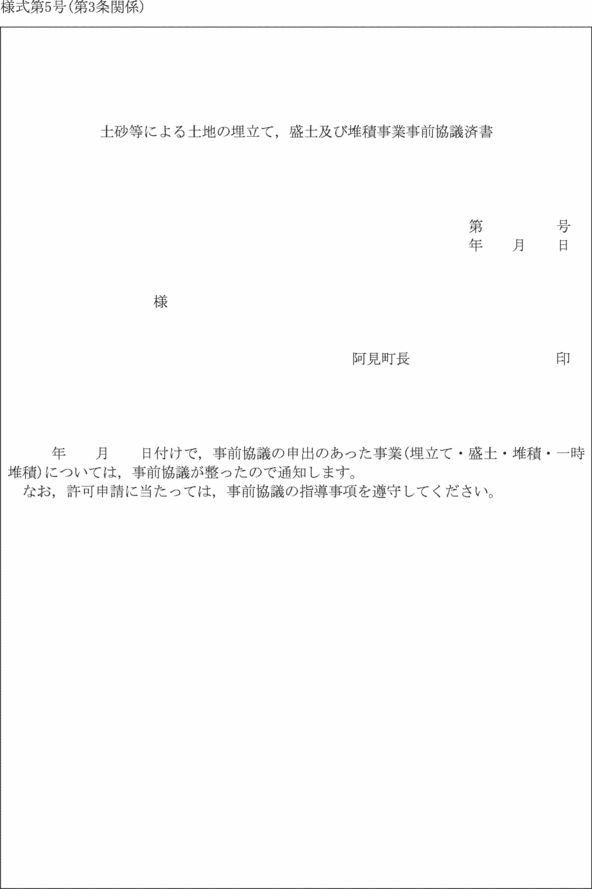 様式第5号(第3条関係)
土砂等による土地の埋立て，盛土及び堆積事業事前協議済書
第　　　　　号
年　　月　　日
様
阿見町長　　　　　　　　　　印
年　　月　　日付けで，事前協議の申出のあった事業(埋立て・盛土・堆積・一時
堆積)については，事前協議が整ったので通知します。
なお，許可申請に当たっては，事前協議の指導事項を遵守してください。